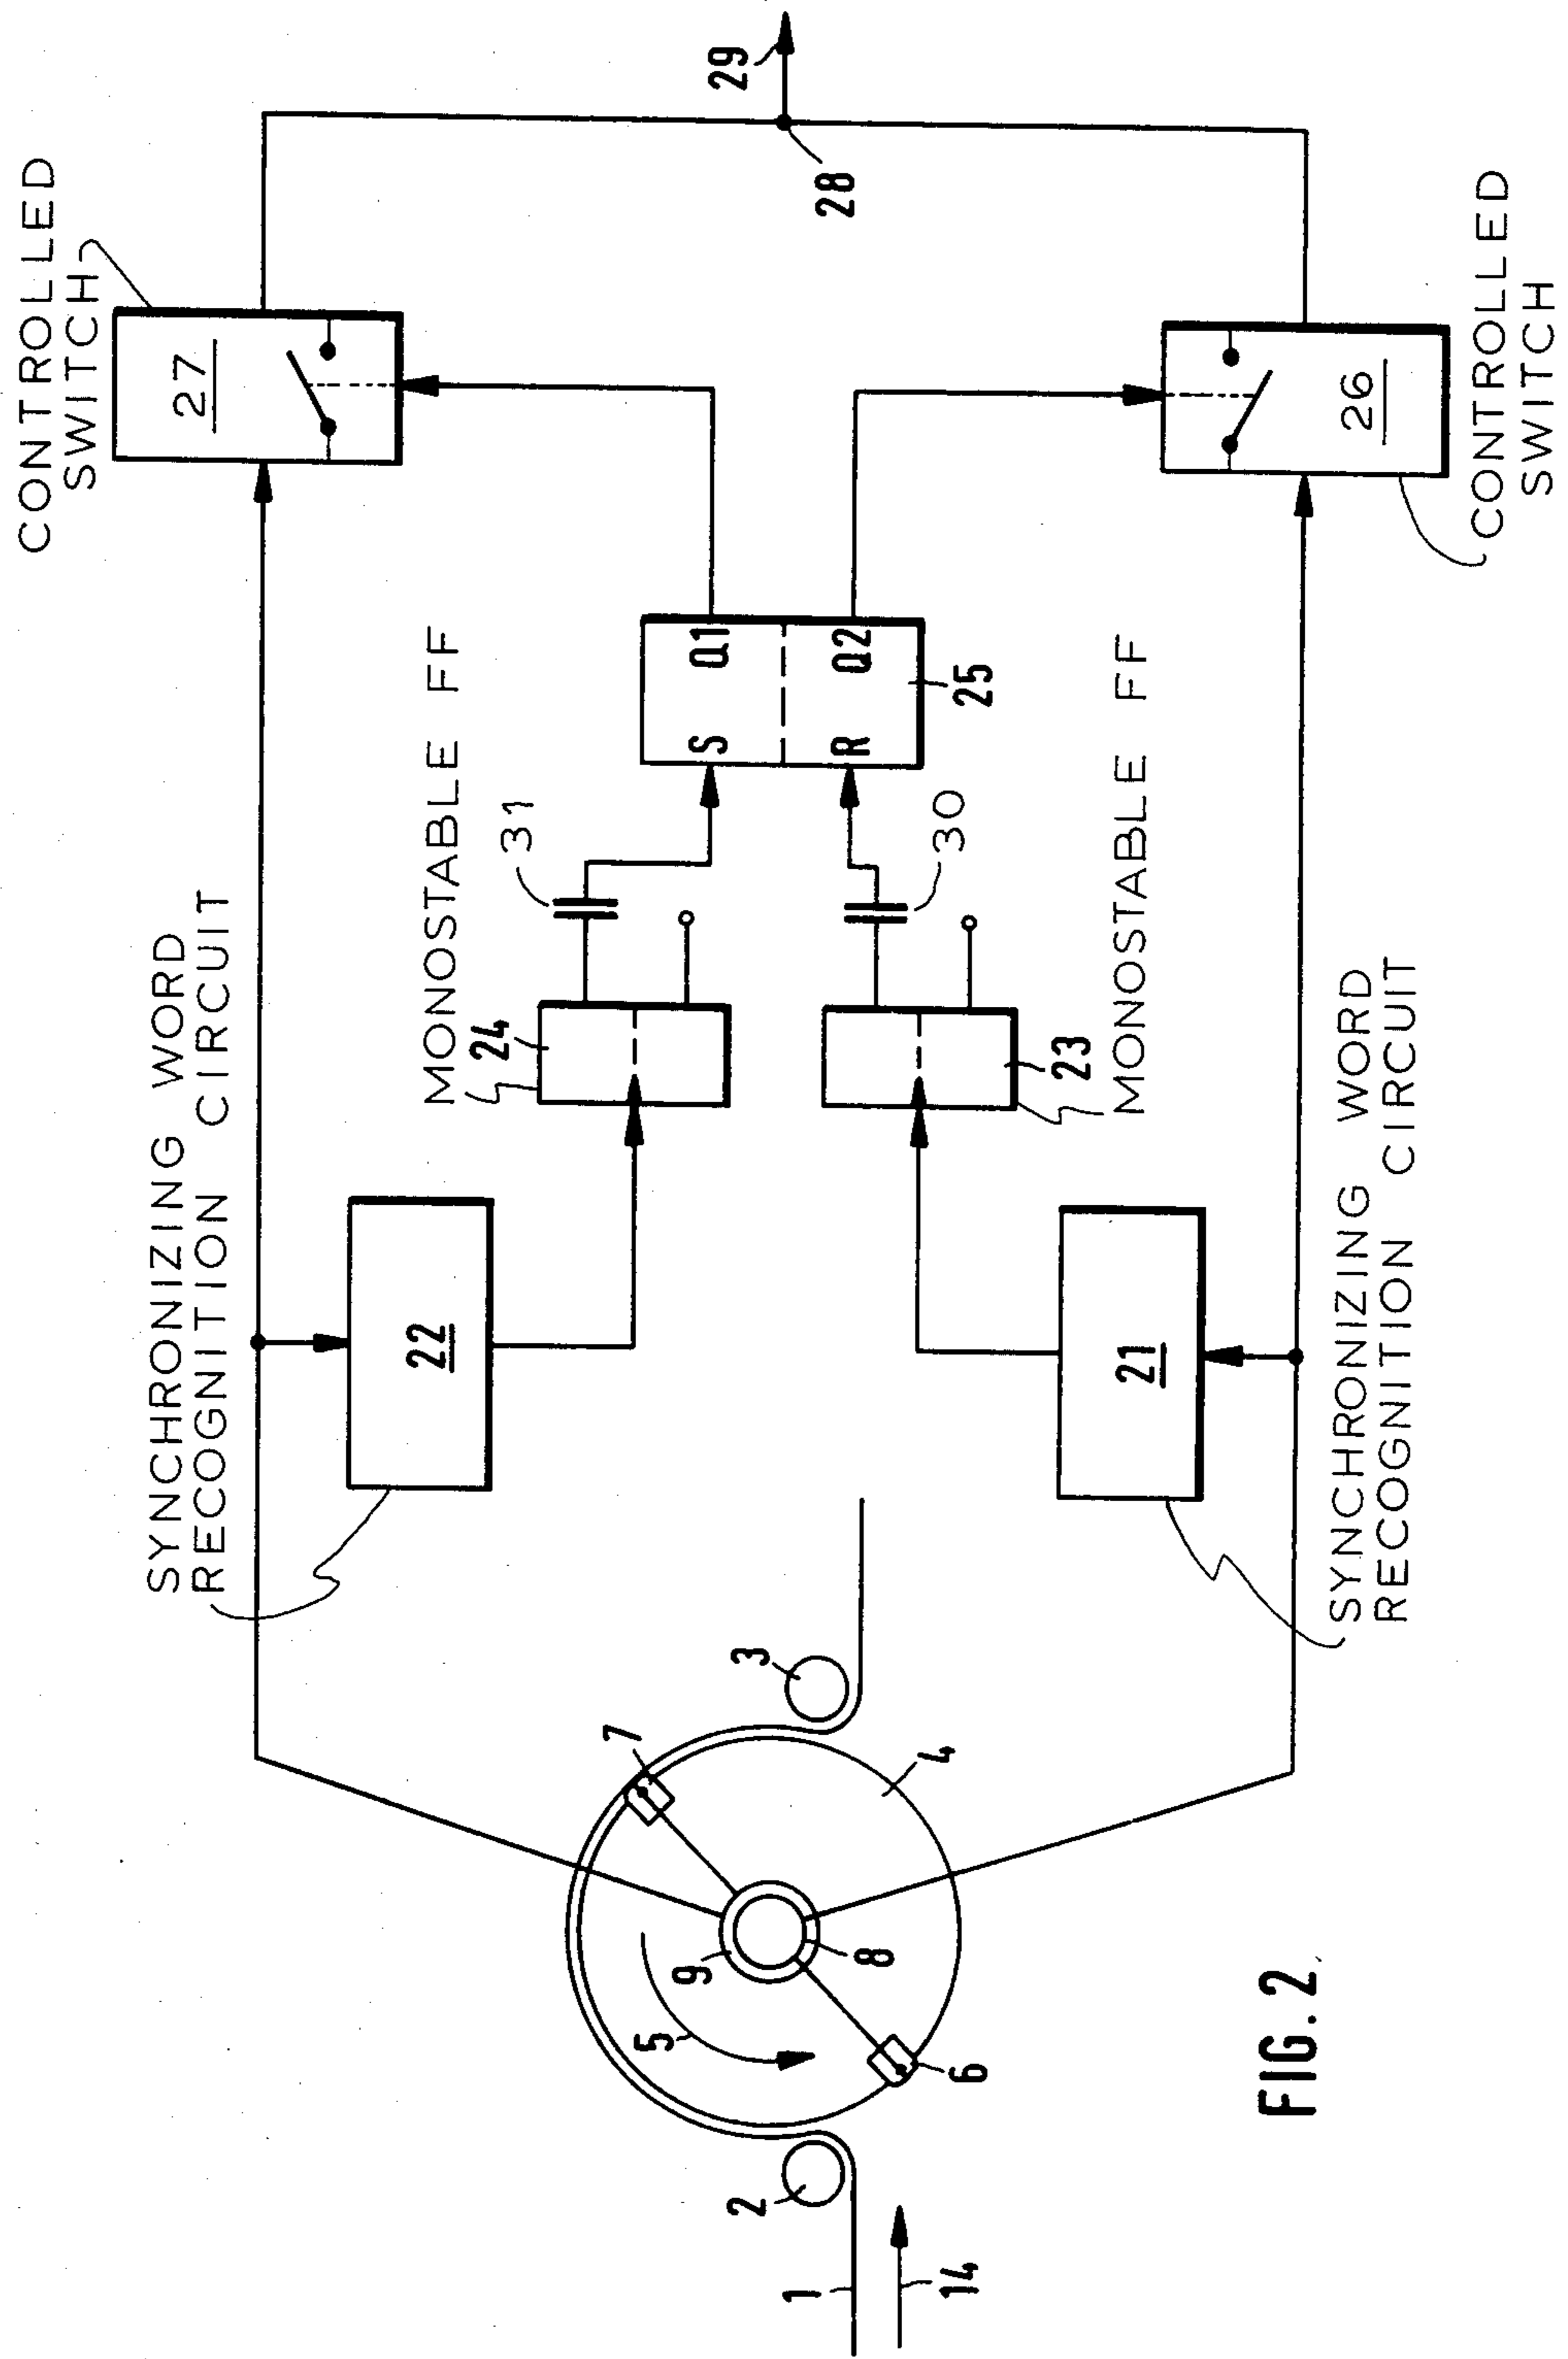 CONTROLLED
SWITCH
27
29
28
CONTROLLED
SWITCH
26
SYNCHRONIZING WORD
RECOGNITION CIRCUIT
22
MONOSTABLE FF
24
31
S Q1
R Q2
25
30
23
MONOSTABLE FF
21
SYNCHRONIZING WORD
RECOGNITION CIRCUIT
3
7
4
9
8
5
6
2
1
14
FIG. 2